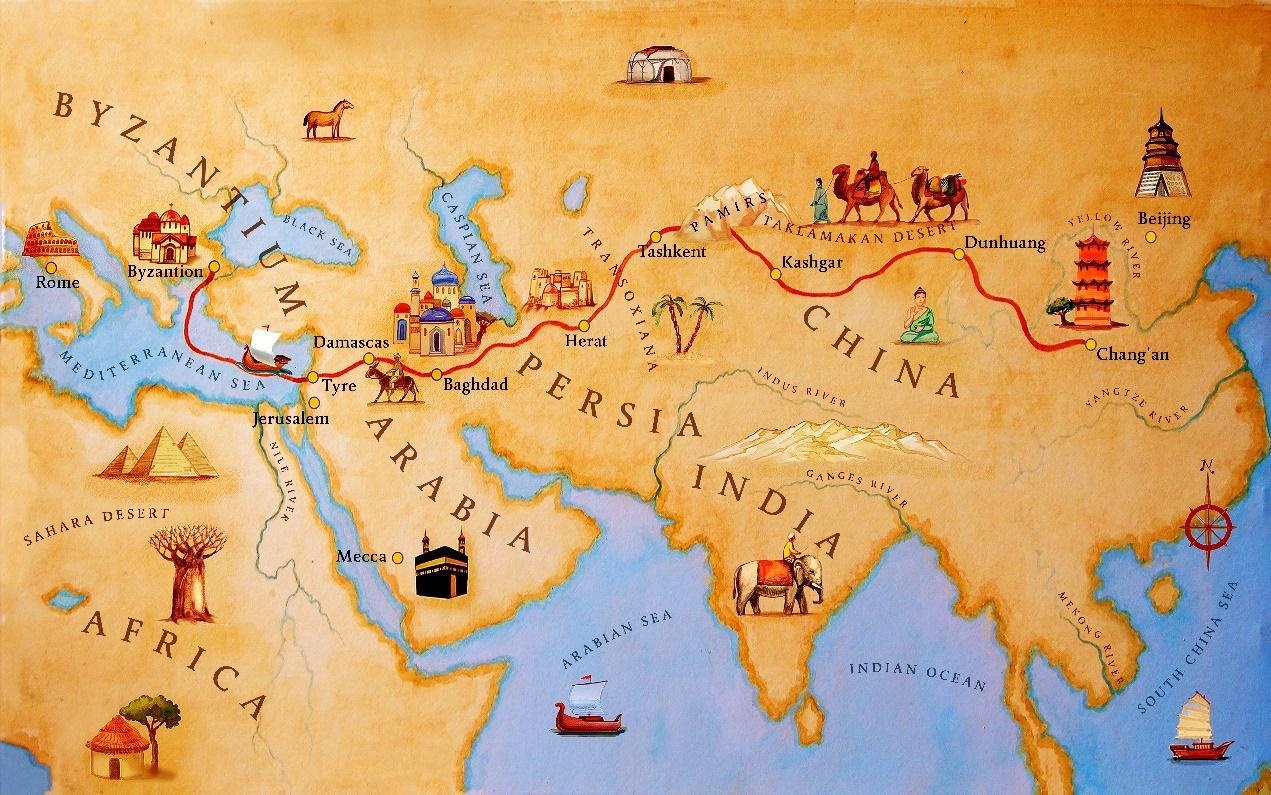 BYZANTIUM
Beijing
YELLOW RIVER
PAMIRS
TAKLAMAKAN DESERT
BLACK SEA
CASPIAN SEA
TRANSOXIANA
Rome
Byzantion
Tashkent
Kashgar
Dunhuang
CHINA
Damascas
Herat
Chang'an
MEDITERRANEAN SEA
Tyre
Baghdad
PERSIA
INDUS RIVER
YANGTZE RIVER
Jerusalem
ARABIA
NILE RIVER
INDIA
GANGES RIVER
N
SAHARA DESERT
Mecca
AFRICA
ARABIAN SEA
INDIAN OCEAN
MEKONG RIVER
SOUTH CHINA SEA